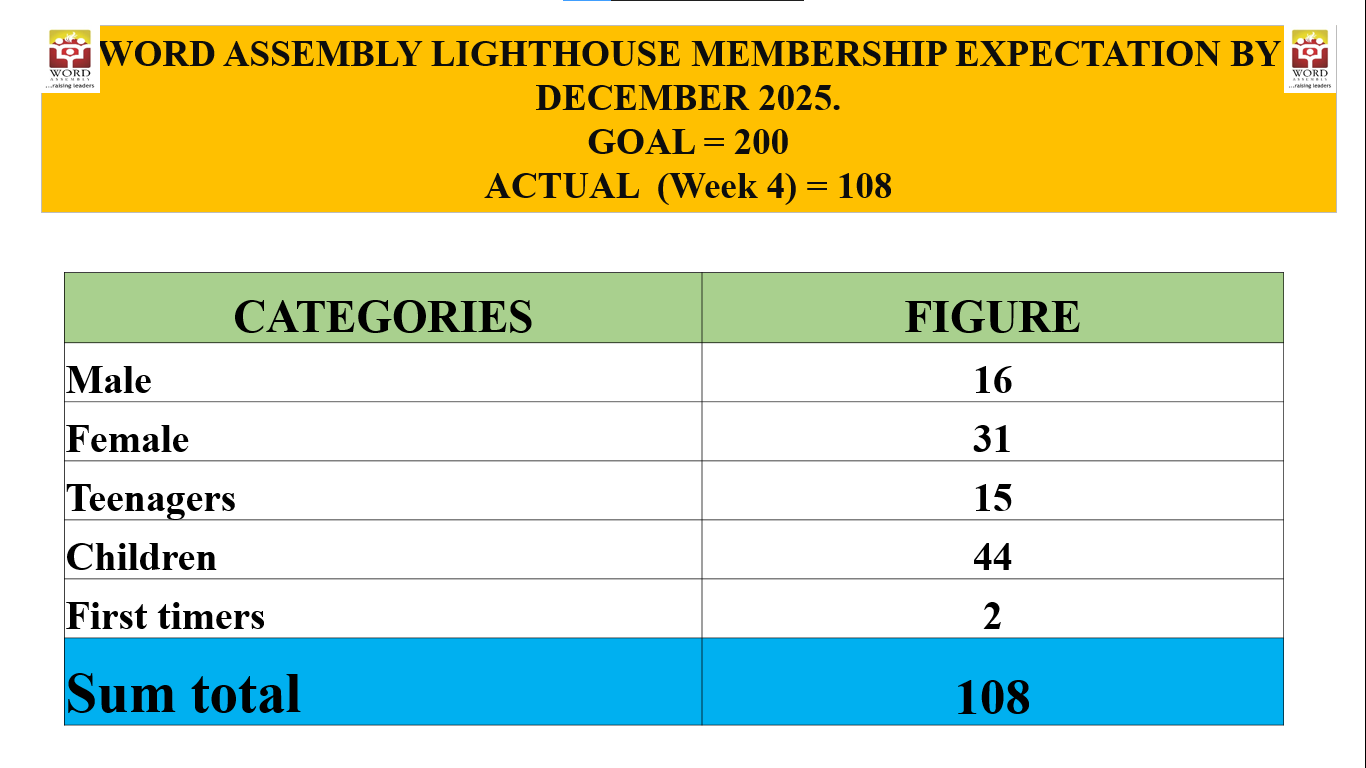 WORD ASSEMBLY LIGHTHOUSE MEMBERSHIP EXPECTATION BY
DECEMBER 2025.
GOAL = 200
ACTUAL (Week 4) = 108
WORD
ASSEMBLY
...raising leaders
WORD
ASSEMBLY
...raising leaders
CATEGORIES FIGURE
Male 16
Female 31
Teenagers 15
Children 44
First timers 2
Sum total 108